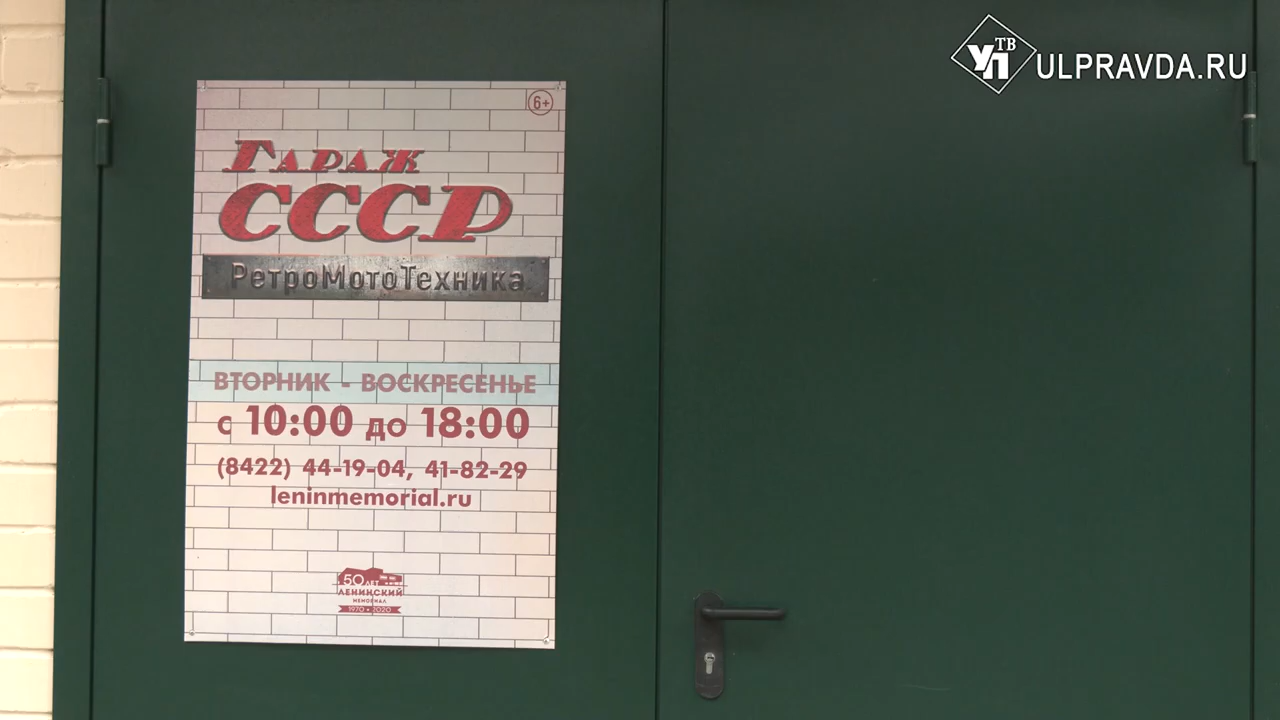 УП ТВ ULPRAVDA.RU
6+
Гараж
СССР
РетроМотоТехника
ВТОРНИК - ВОСКРЕСЕНЬЕ
с 10:00 до 18:00
(8422) 44-19-04, 41-82-29
leninmemorial.ru
50 ЛЕТ
ЛЕНИНСКИЙ
МЕМОРИАЛ
1970 • 2020